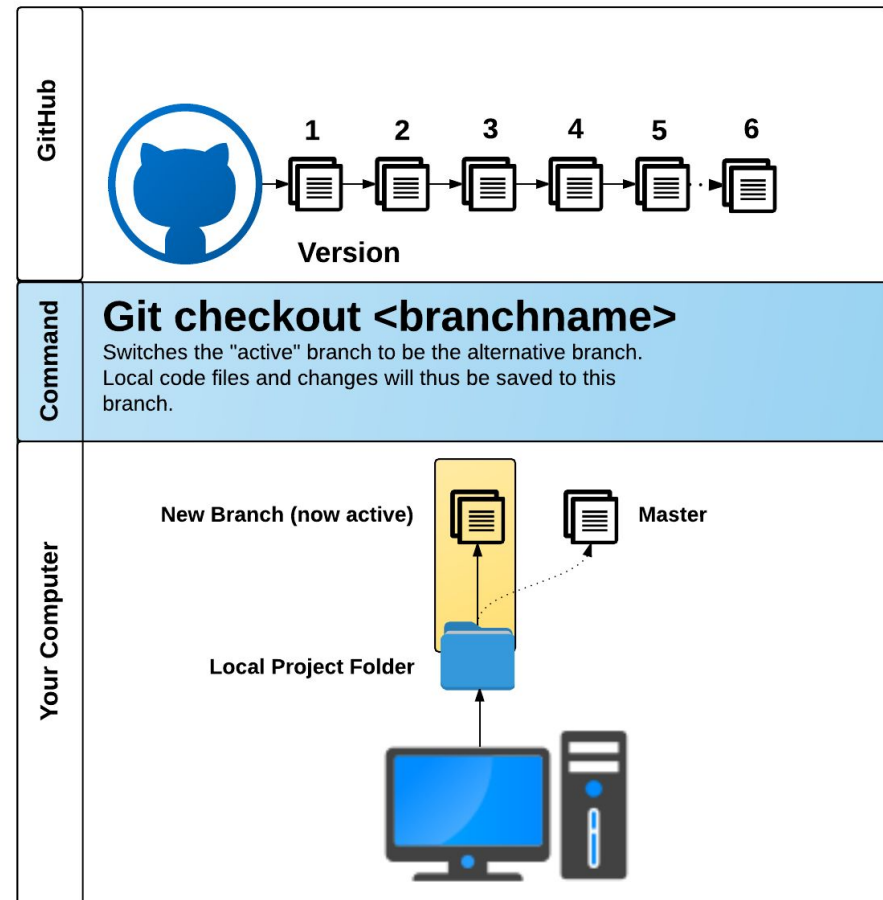 GitHub
1 2 3 4 5 6
Version
Command
Git checkout <branchname>
Switches the "active" branch to be the alternative branch.
Local code files and changes will thus be saved to this
branch.
Your Computer
New Branch (now active)
Master
Local Project Folder